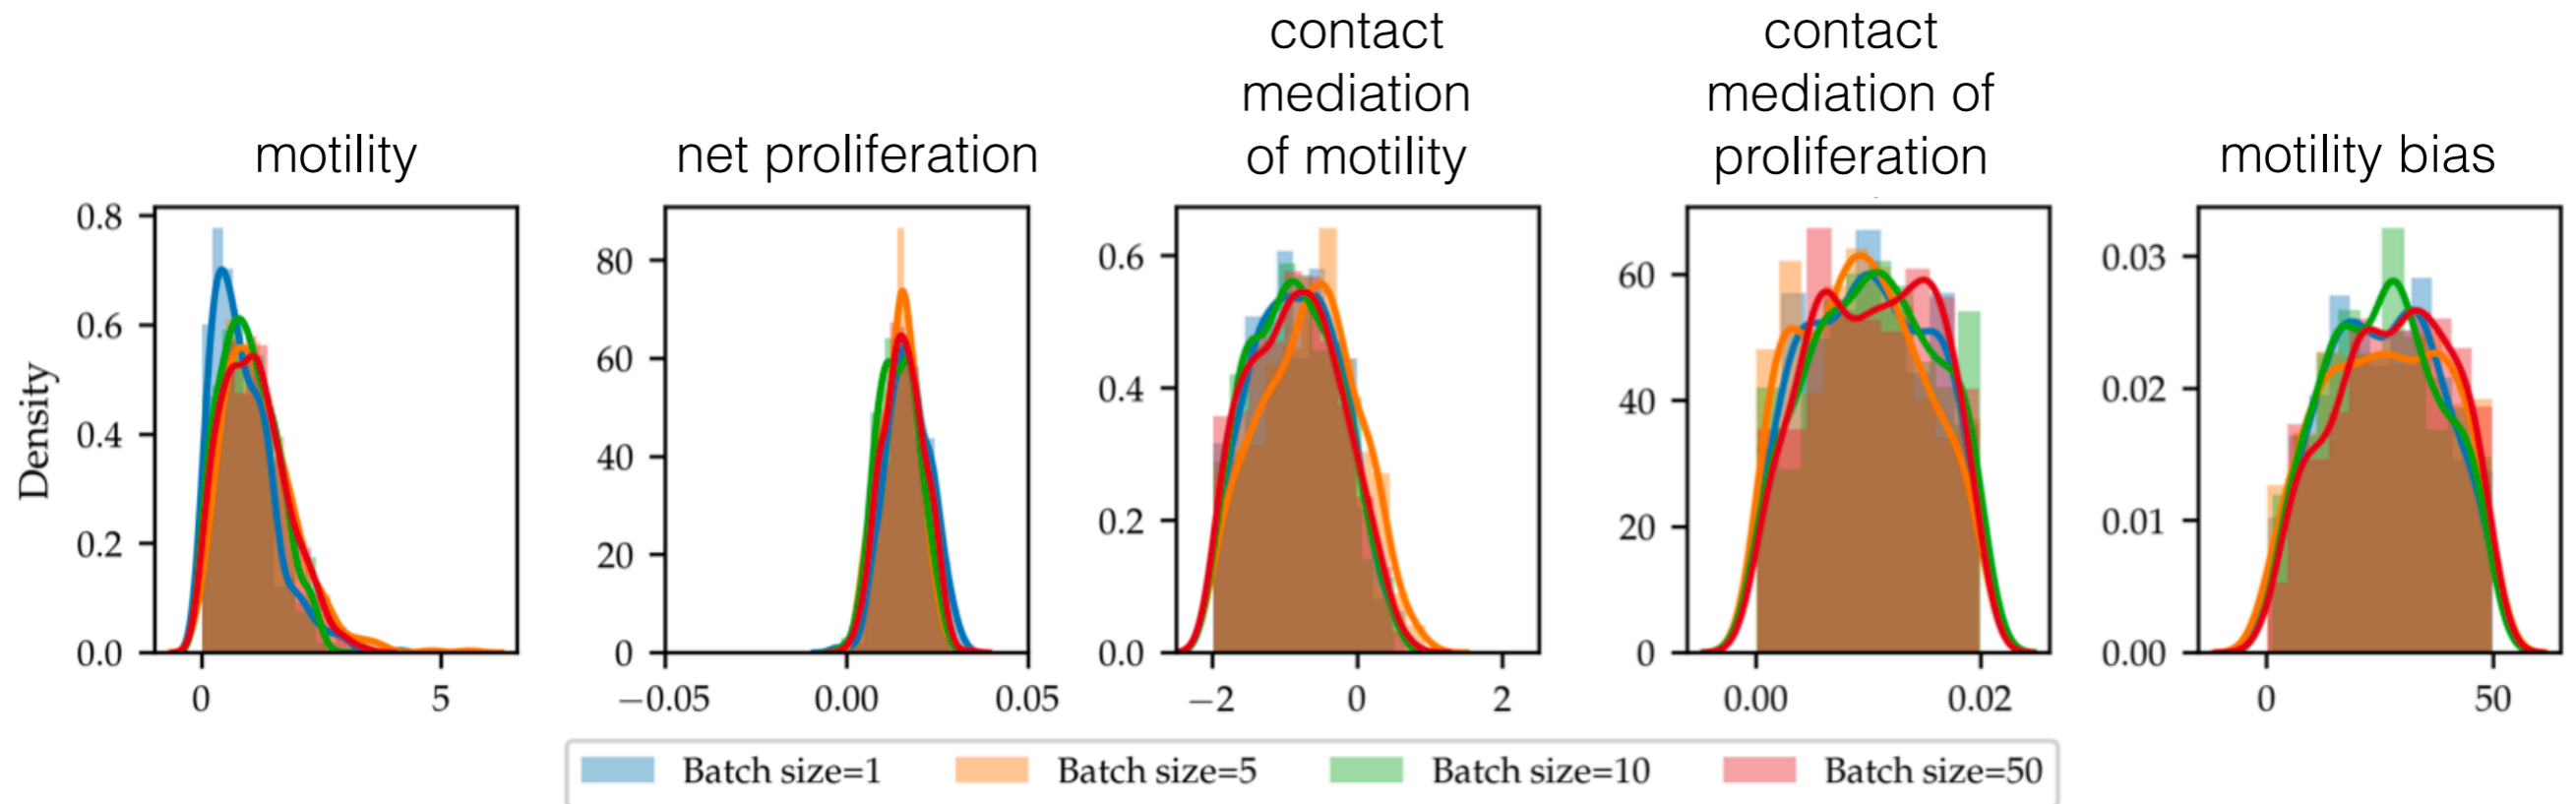 contact
mediation
of motility
contact
mediation of
proliferation
motility
net proliferation
motility bias
Density
0.8
0.6
0.4
0.2
0.0
0
5
80
60
40
20
0
−0.05
0.00
0.05
0.6
0.4
0.2
0.0
−2
0
2
60
40
20
0
0.00
0.02
0.03
0.02
0.01
0.00
0
50
Batch size=1
Batch size=5
Batch size=10
Batch size=50